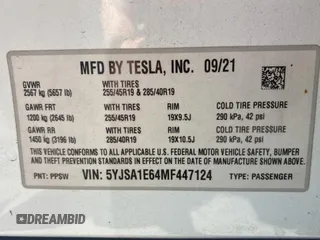 MFD BY TESLA, INC. 09/21
GVWR WITH TIRES
2567 kg (5657 lb) 255/45R19 & 285/40R19
GAWR FRT WITH TIRES RIM COLD TIRE PRESSURE
1200 kg (2645 lb) 255/45R19 19X9.5J 290 kPa, 42 psi
GAWR RR WITH TIRES RIM COLD TIRE PRESSURE
1450 kg (3196 lb) 285/40R19 19X10.5J 290 kPa, 42 psi
THIS VEHICLE CONFORMS TO ALL APPLICABLE FEDERAL
MOTOR VEHICLE SAFETY, BUMPER, AND THEFT PREVENTION
STANDARDS IN EFFECT ON THE DATE OF MANUFACTURE SHOWN ABOVE.
PNT: PPSW VIN: 5YJSA1E64MF447124 TYPE: PASSENGER
DREAMBID